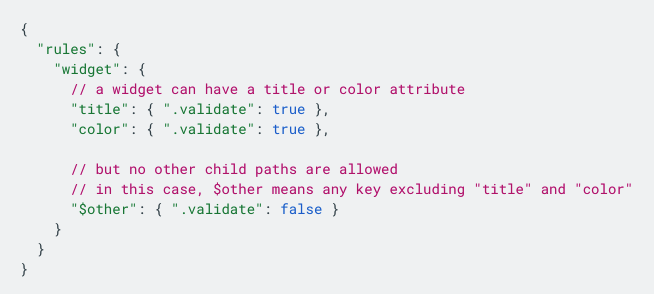 {
  "rules": {
    "widget": {
      // a widget can have a title or color attribute
      "title": { ".validate": true },
      "color": { ".validate": true },

      // but no other child paths are allowed
      // in this case, $other means any key excluding "title" and "color"
      "$other": { ".validate": false }
    }
  }
}